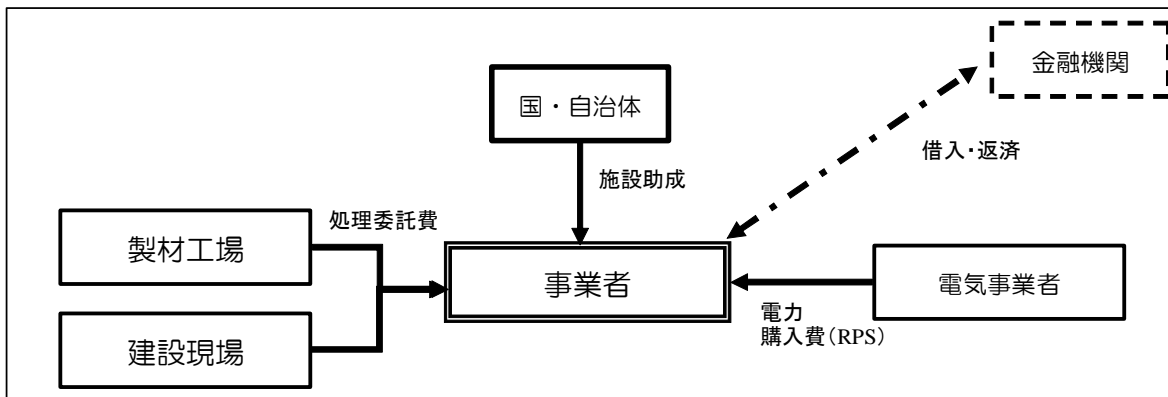 金融機関
国・自治体
借入・返済
施設助成
処理委託費
製材工場
事業者
電気事業者
電力
購入費(RPS)
建設現場